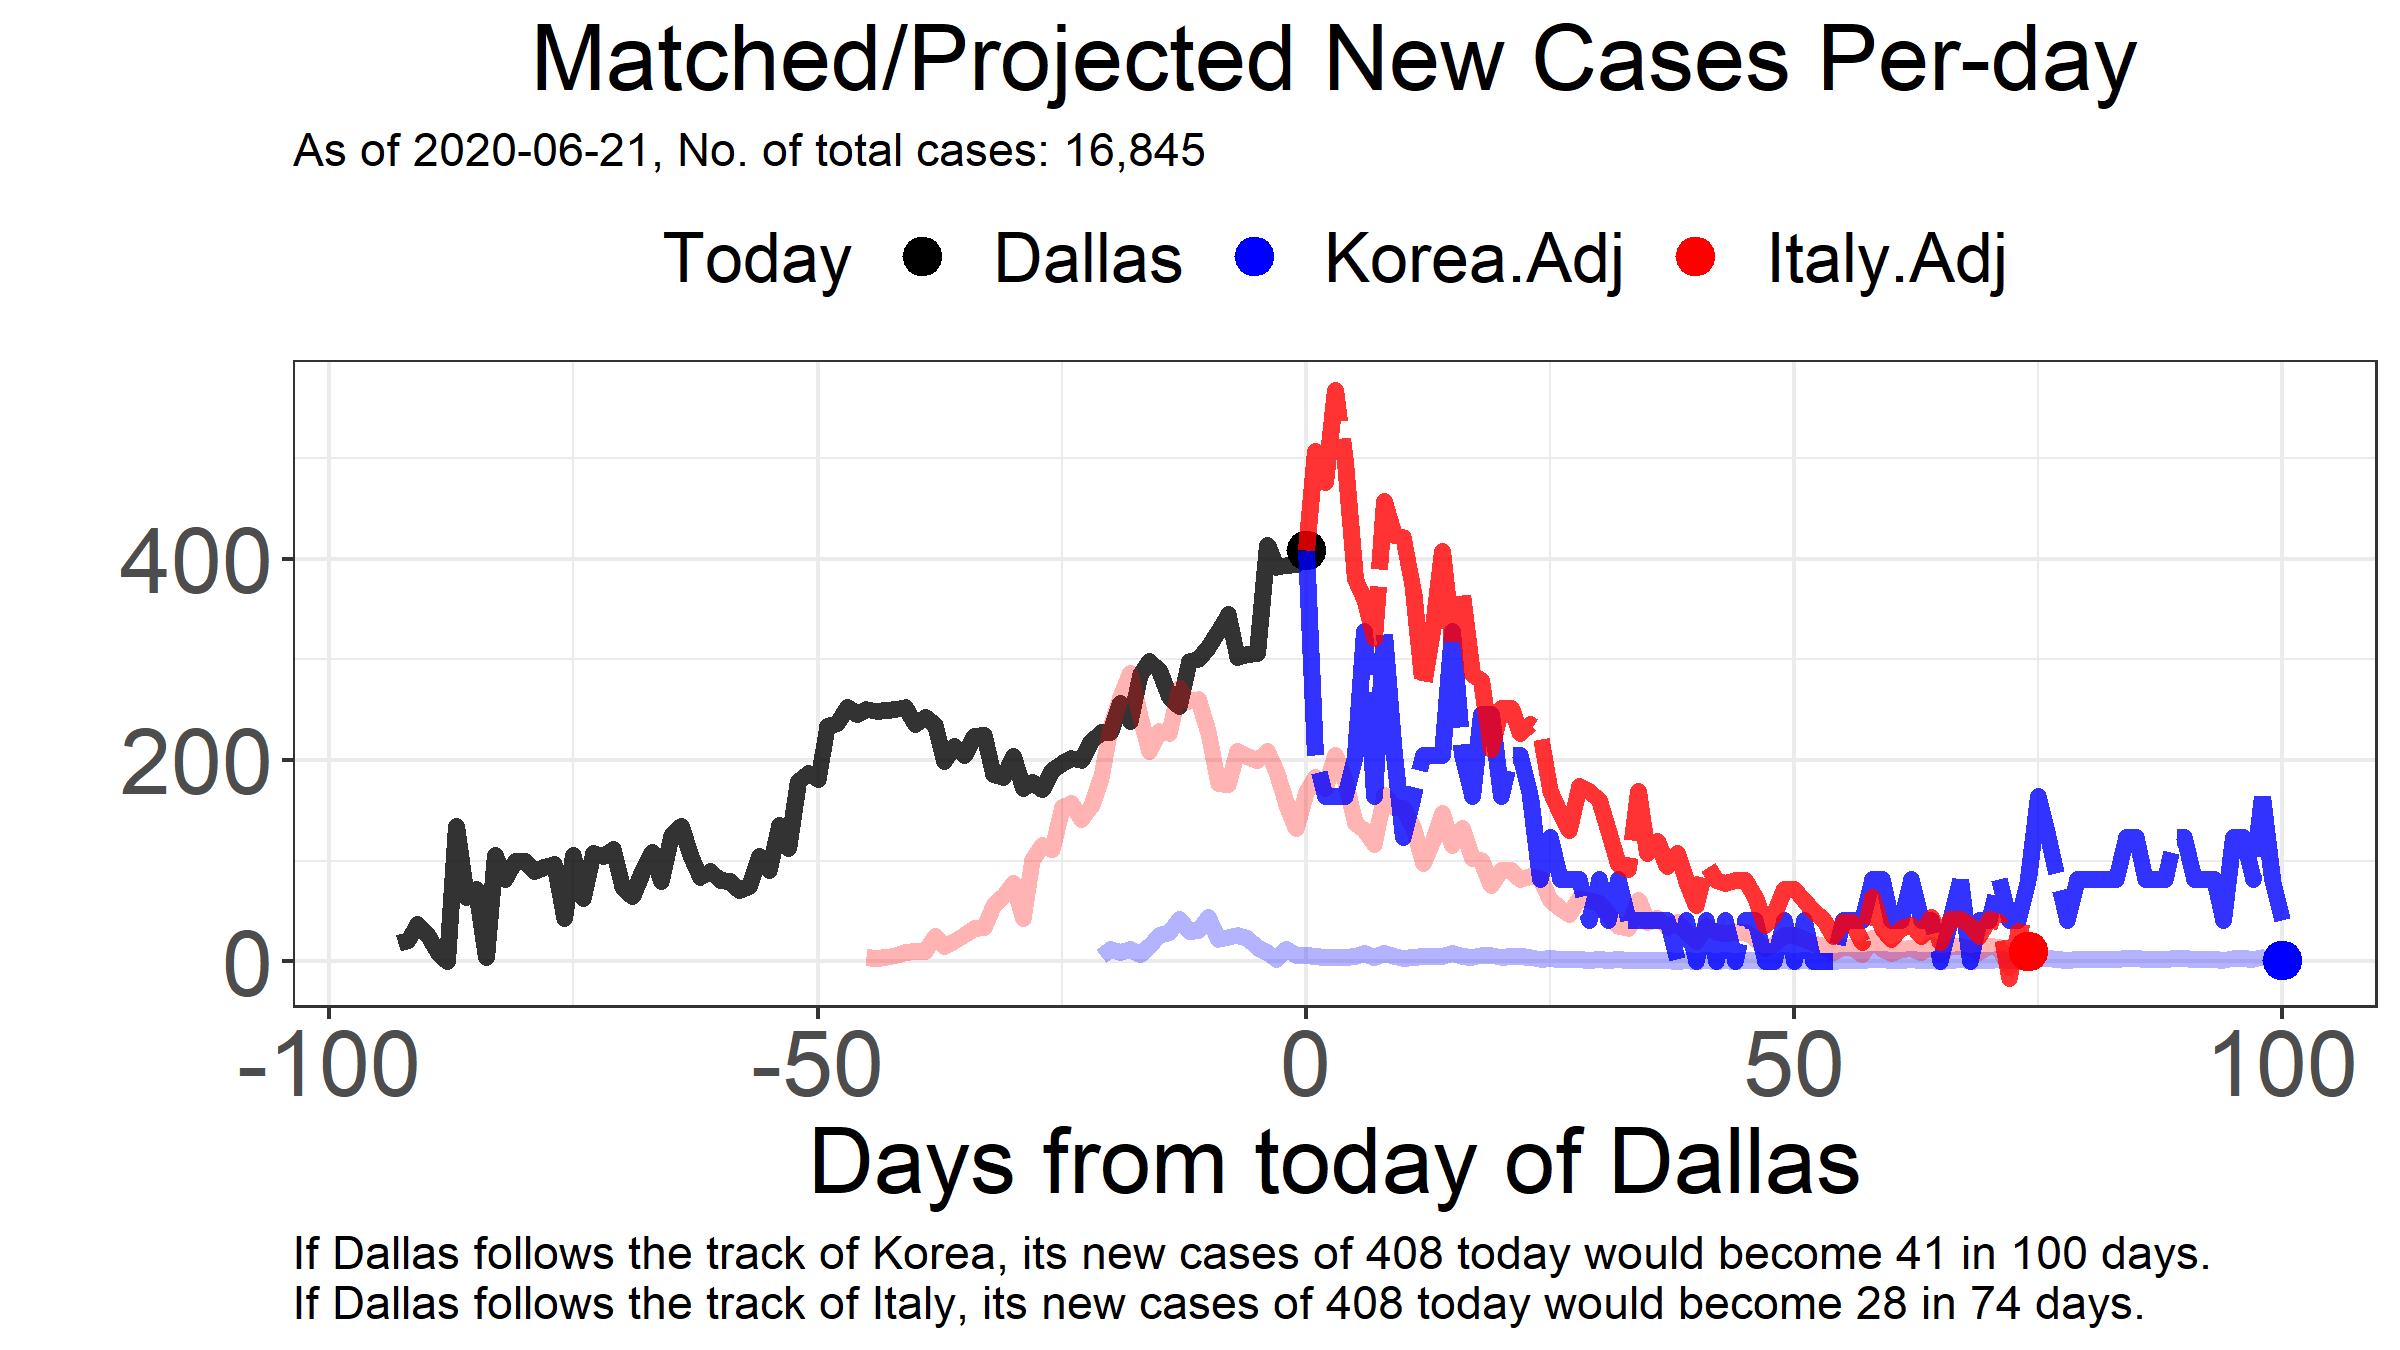 Matched/Projected New Cases Per-day
As of 2020-06-21, No. of total cases: 16,845
Today Dallas Korea.Adj Italy.Adj
400
200
0
-100 -50 0 50 100
Days from today of Dallas
If Dallas follows the track of Korea, its new cases of 408 today would become 41 in 100 days.
If Dallas follows the track of Italy, its new cases of 408 today would become 28 in 74 days.